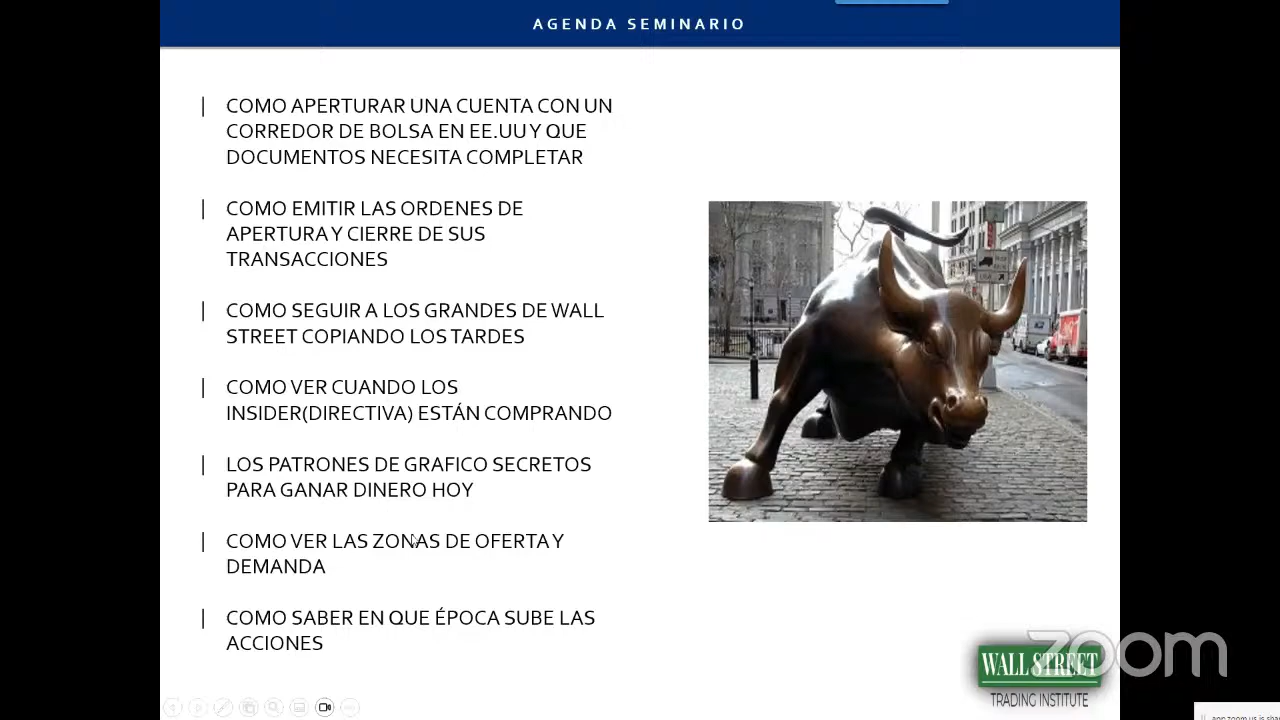 AGENDA SEMINARIO
COMO APERTURAR UNA CUENTA CON UN
CORREDOR DE BOLSA EN EE.UU Y QUE
DOCUMENTOS NECESITA COMPLETAR
COMO EMITIR LAS ORDENES DE
APERTURA Y CIERRE DE SUS
TRANSACCIONES
COMO SEGUIR A LOS GRANDES DE WALL
STREET COPIANDO LOS TARDES
COMO VER CUANDO LOS
INSIDER(DIRECTIVA) ESTÁN COMPRANDO
LOS PATRONES DE GRAFICO SECRETOS
PARA GANAR DINERO HOY
COMO VER LAS ZONAS DE OFERTA Y
DEMANDA
COMO SABER EN QUE ÉPOCA SUBE LAS
ACCIONES
zoom
WALL STREET
TRADING INSTITUTE